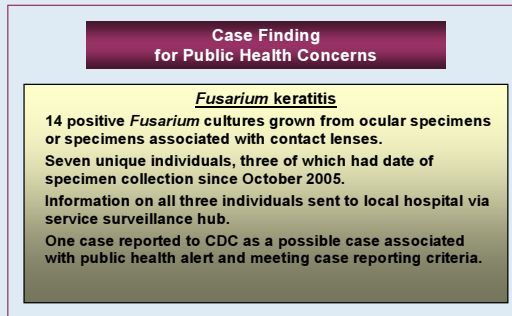 Case Finding
for Public Health Concerns
Fusarium keratitis
14 positive Fusarium cultures grown from ocular specimens
or specimens associated with contact lenses.
Seven unique individuals, three of which had date of
specimen collection since October 2005.
Information on all three individuals sent to local hospital via
service surveillance hub.
One case reported to CDC as a possible case associated
with public health alert and meeting case reporting criteria.